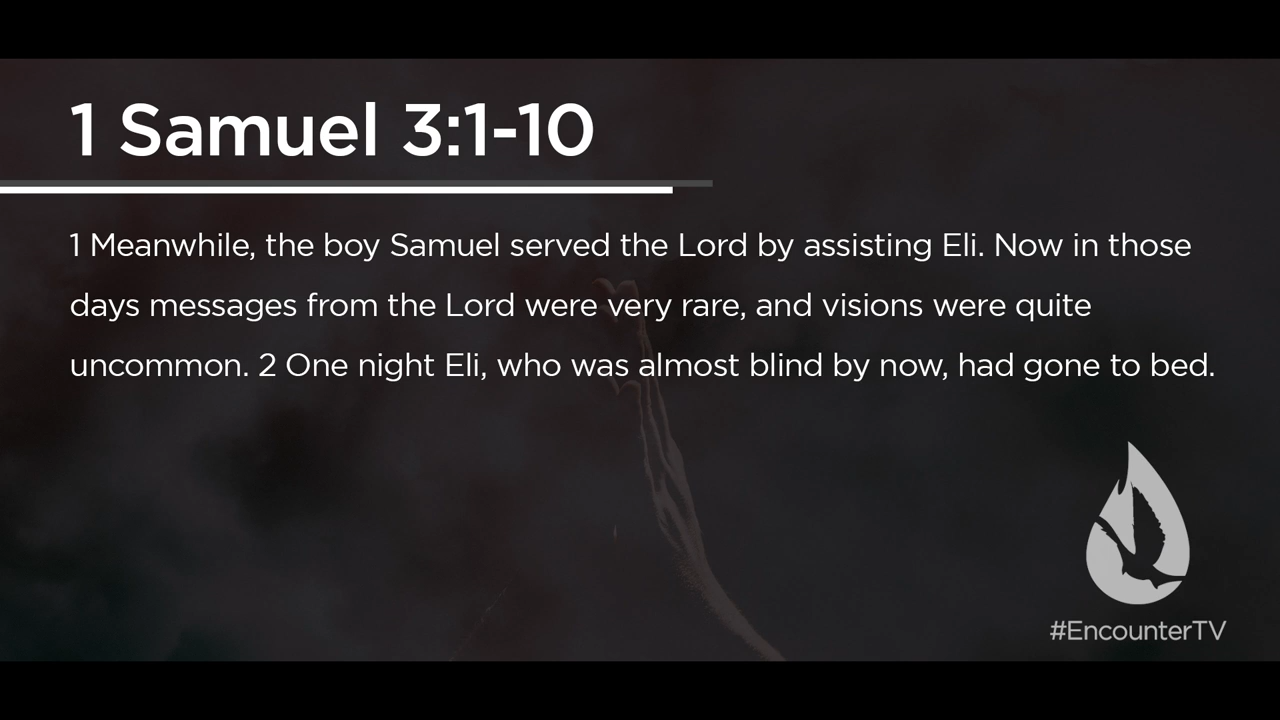 1 Samuel 3:1-10
1 Meanwhile, the boy Samuel served the Lord by assisting Eli. Now in those
days messages from the Lord were very rare, and visions were quite
uncommon. 2 One night Eli, who was almost blind by now, had gone to bed.
#EncounterTV